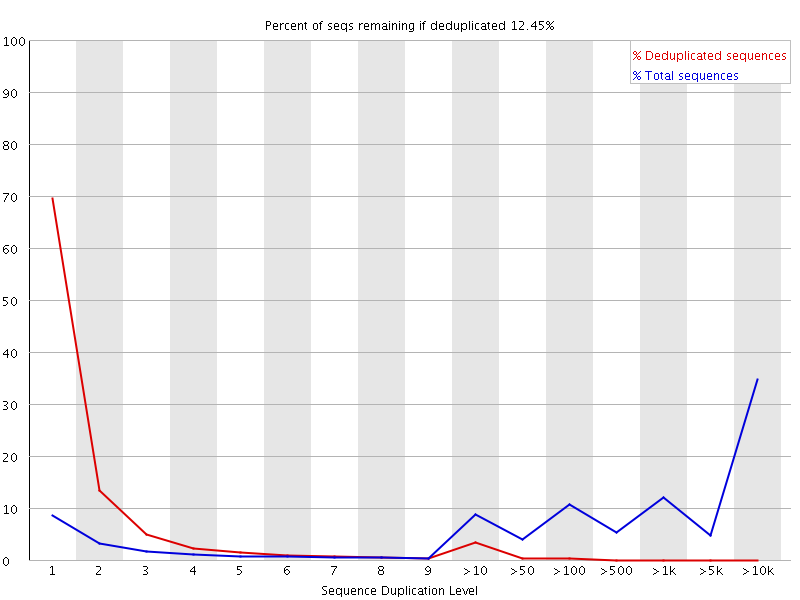 Percent of seqs remaining if deduplicated 12.45%
% Deduplicated sequences
% Total sequences
100
90
80
70
60
50
40
30
20
10
0
1 2 3 4 5 6 7 8 9 >10 >50 >100 >500 >1k >5k >10k
Sequence Duplication Level